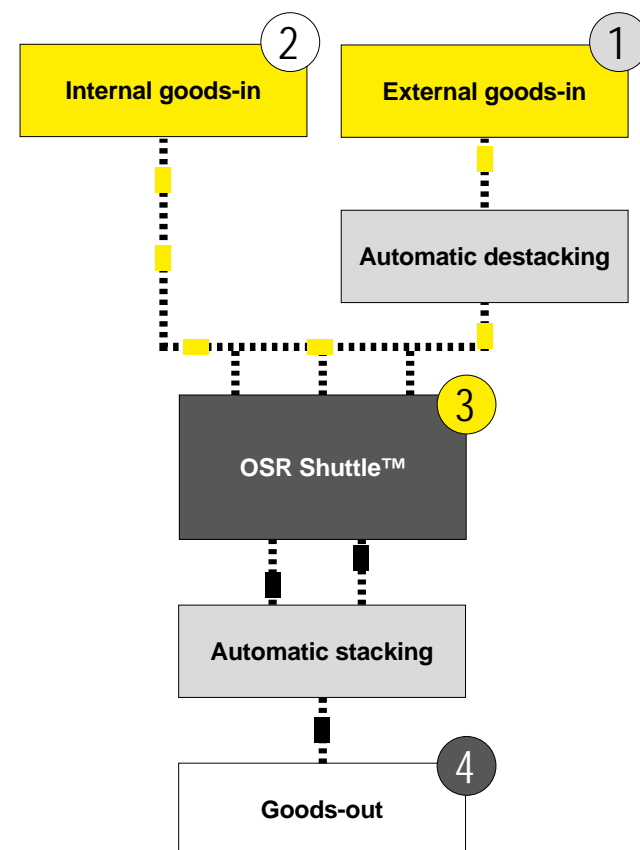 2
1
Internal goods-in
External goods-in
Automatic destacking
3
OSR Shuttle™
Automatic stacking
4
Goods-out